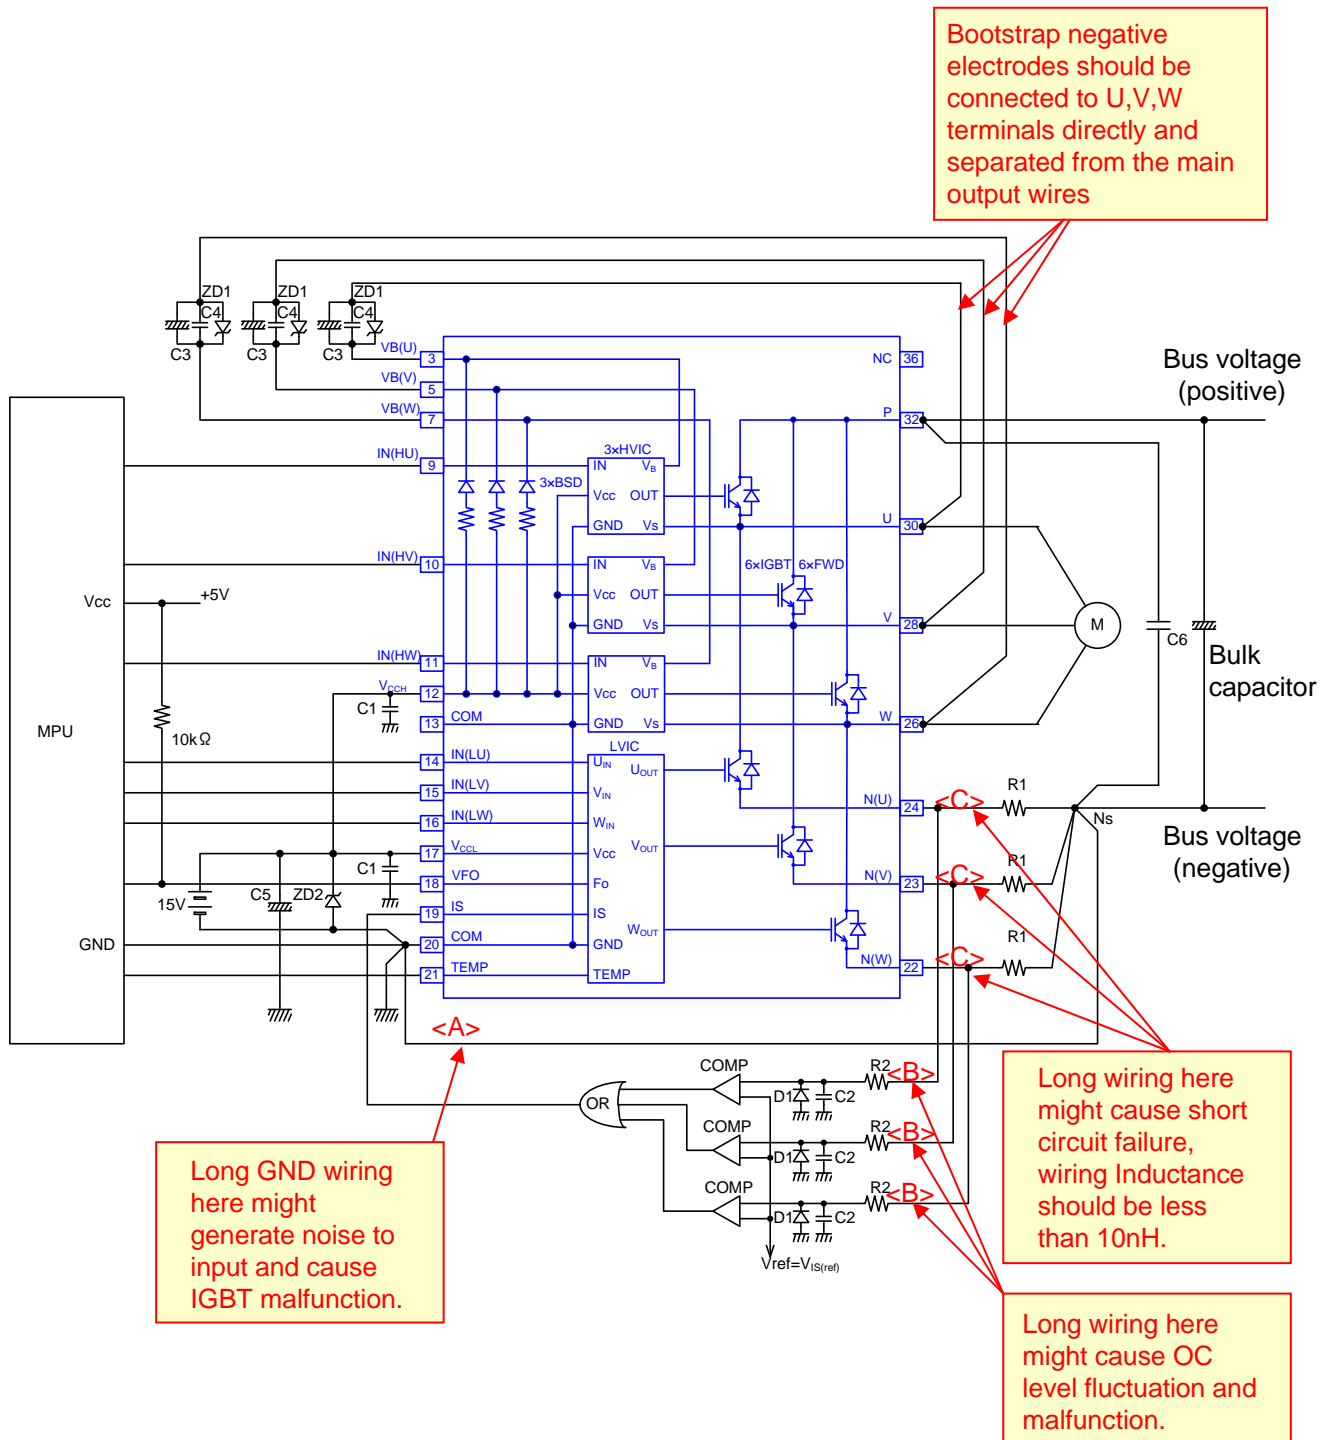 Bootstrap negative
electrodes should be
connected to U,V,W
terminals directly and
separated from the main
output wires
ZD1
ZD1
ZD1
C4
C4
C4
C3
C3
C3
VB(U)
3
NC
36
VB(V)
5
Bus voltage
(positive)
VB(W)
7
P
32
3×HVIC
IN(HU)
9
IN
VB
3×BSD
Vcc
OUT
GND
Vs
U
30
IN(HV)
10
IN
VB
6×IGBT
6×FWD
Vcc
+5V
Vcc
OUT
GND
Vs
V
28
M
C6
Bulk
capacitor
IN(HW)
11
IN
VB
VCCH
12
Vcc
OUT
C1
COM
13
GND
Vs
W
26
MPU
10kΩ
LVIC
IN(LU)
14
UIN
UOUT
IN(LV)
15
VIN
N(U)
24
<C>
R1
Ns
IN(LW)
16
WIN
Bus voltage
(negative)
VCCL
17
Vcc
VOUT
C1
VFO
18
Fo
N(V)
23
<C>
R1
15V
C5
ZD2
IS
19
IS
WOUT
R1
GND
COM
20
GND
N(W)
22
<C>
TEMP
21
TEMP
<A>
COMP
R2
<B>
D1
C2
OR
COMP
R2
<B>
D1
C2
COMP
R2
<B>
D1
C2
Vref=VIS(ref)
Long GND wiring
here might
generate noise to
input and cause
IGBT malfunction.
Long wiring here
might cause short
circuit failure,
wiring Inductance
should be less
than 10nH.
Long wiring here
might cause OC
level fluctuation and
malfunction.